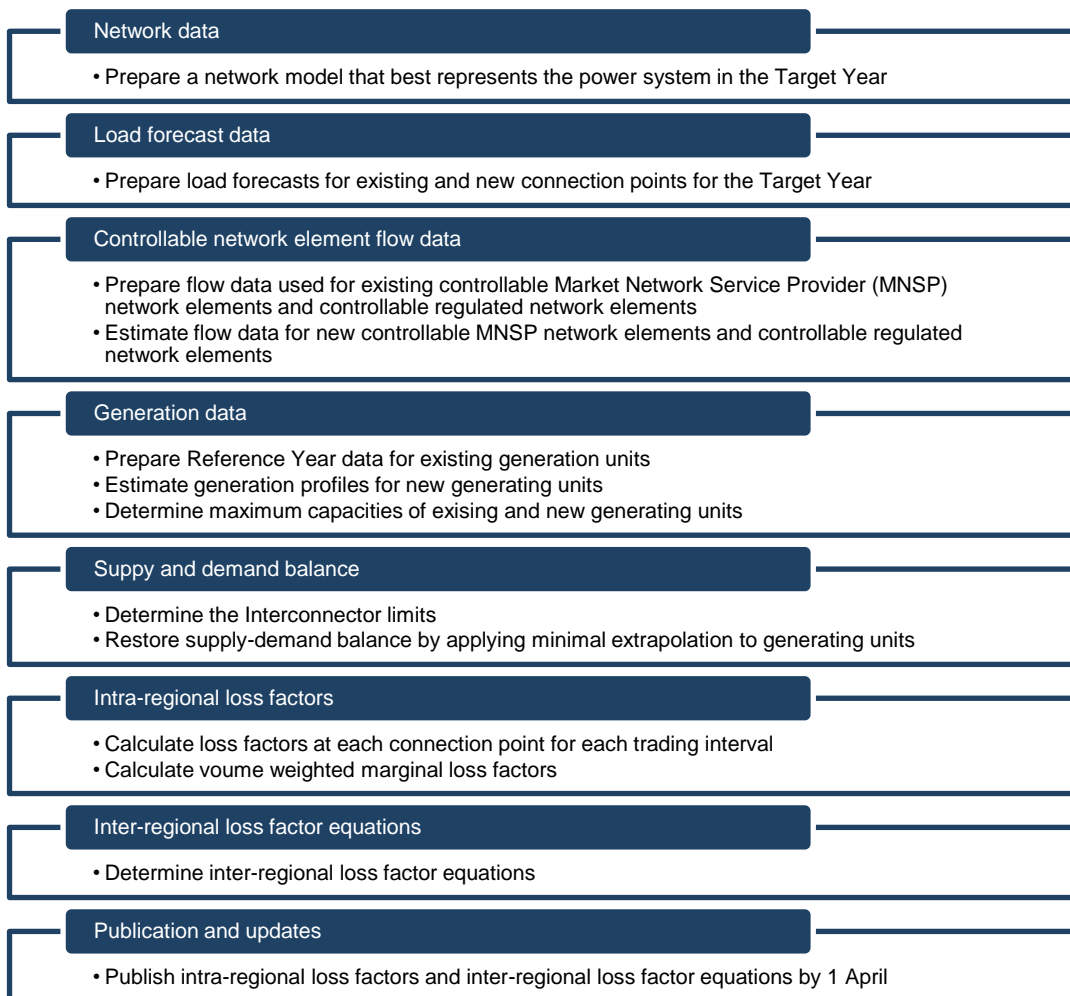 Network data
• Prepare a network model that best represents the power system in the Target Year
Load forecast data
• Prepare load forecasts for existing and new connection points for the Target Year
Controllable network element flow data
• Prepare flow data used for existing controllable Market Network Service Provider (MNSP)
network elements and controllable regulated network elements
• Estimate flow data for new controllable MNSP network elements and controllable regulated
network elements
Generation data
• Prepare Reference Year data for existing generation units
• Estimate generation profiles for new generating units
• Determine maximum capacities of exising and new generating units
Suppy and demand balance
• Determine the Interconnector limits
• Restore supply-demand balance by applying minimal extrapolation to generating units
Intra-regional loss factors
• Calculate loss factors at each connection point for each trading interval
• Calculate voume weighted marginal loss factors
Inter-regional loss factor equations
• Determine inter-regional loss factor equations
Publication and updates
• Publish intra-regional loss factors and inter-regional loss factor equations by 1 April